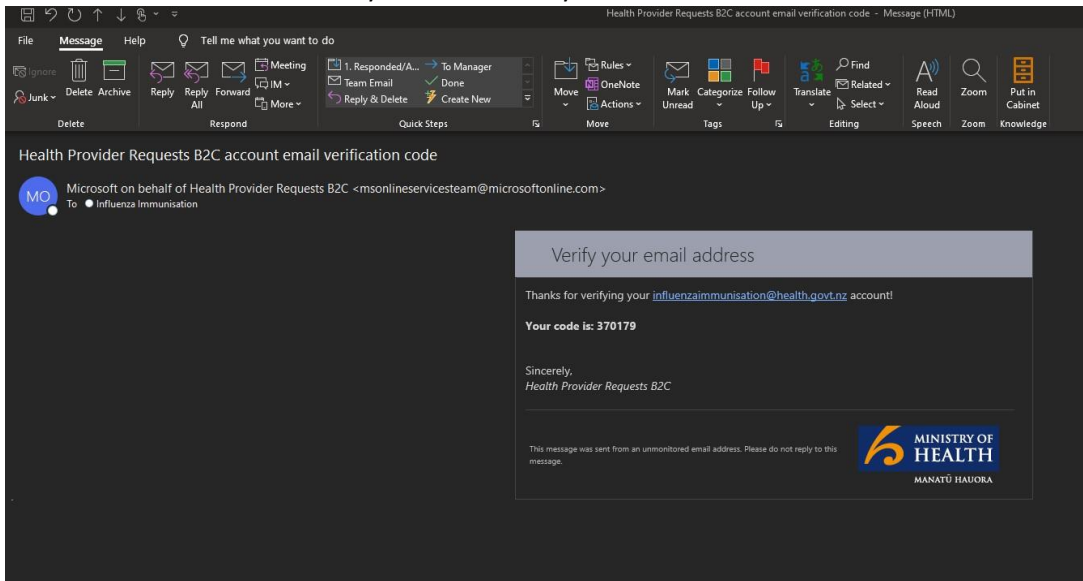 Health Provider Requests B2C account email verification code - Message (HTML)
File Message Help Tell me what you want to do
Ignore
Junk
Delete Archive
Reply Reply All Forward
Meeting
IM
More
1. Responded/A...
Team Email
Reply & Delete
To Manager
Done
Create New
Move
Rules
OneNote
Actions
Mark Unread
Categorize
Follow Up
Translate
Find
Related
Select
Read Aloud
Zoom
Put in Cabinet
Delete Respond Quick Steps Move Tags Editing Speech Zoom Knowledge
Health Provider Requests B2C account email verification code
MO
Microsoft on behalf of Health Provider Requests B2C <msonlineservicesteam@microsoftonline.com>
To Influenza Immunisation
Verify your email address
Thanks for verifying your influenzaimmunisation@health.govt.nz account!
Your code is: 370179
Sincerely,
Health Provider Requests B2C
This message was sent from an unmonitored email address. Please do not reply to this
message.
MINISTRY OF
HEALTH
MANATŪ HAUORA